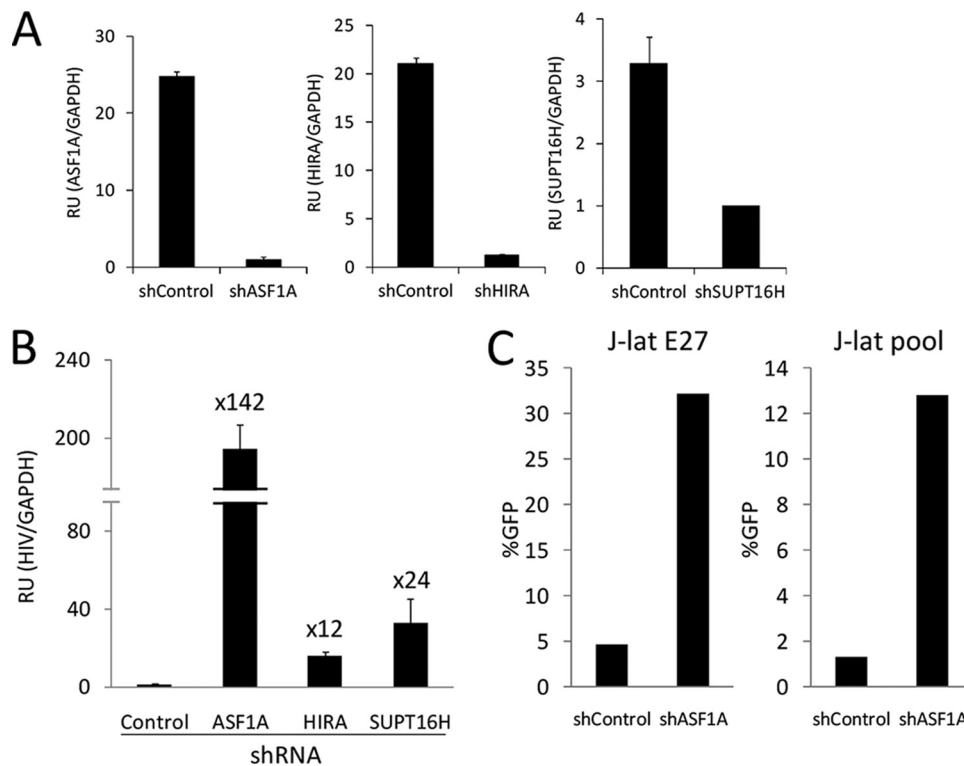 A
RU (ASF1A/GAPDH)
30
20
10
0
shControl shASF1A
RU (HIRA/GAPDH)
25
20
15
10
5
0
shControl shHIRA
RU (SUPT16H/GAPDH)
4
3
2
1
0
shControl shSUPT16H
B
RU (HIV/GAPDH)
240
200
80
40
0
x142
x12
x24
Control ASF1A HIRA SUPT16H
shRNA
C
J-lat E27
%GFP
35
30
25
20
15
10
5
0
shControl shASF1A
J-lat pool
%GFP
14
12
10
8
6
4
2
0
shControl shASF1A